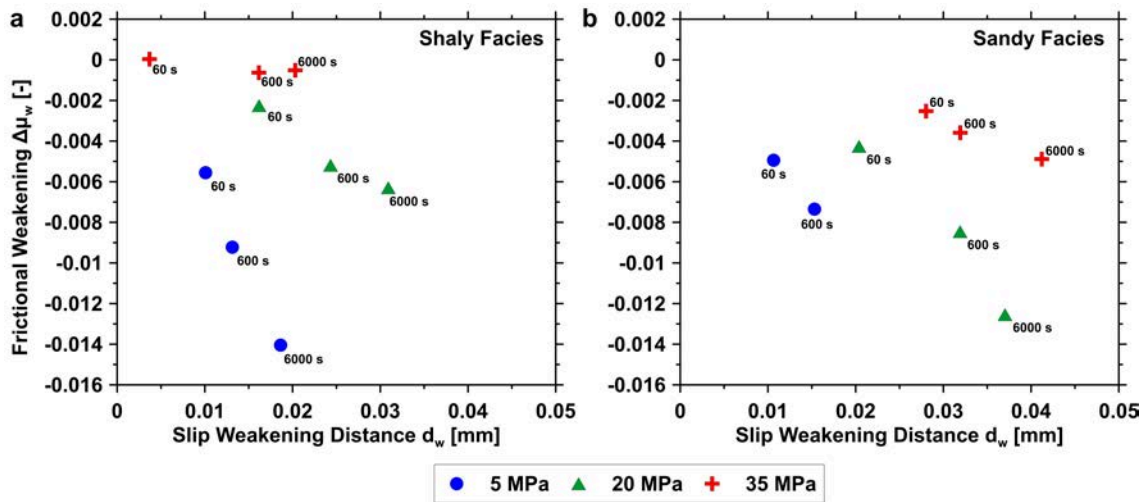 a
Shaly Facies
Frictional Weakening Δμw [-]
0.002
0
-0.002
-0.004
-0.006
-0.008
-0.01
-0.012
-0.014
-0.016
60 s
600 s
6000 s
60 s
600 s
6000 s
60 s
600 s
6000 s
0 0.01 0.02 0.03 0.04 0.05
Slip Weakening Distance dw [mm]
b
Sandy Facies
0.002
0
-0.002
-0.004
-0.006
-0.008
-0.01
-0.012
-0.014
-0.016
60 s
600 s
6000 s
60 s
60 s
600 s
600 s
6000 s
0 0.01 0.02 0.03 0.04 0.05
Slip Weakening Distance dw [mm]
5 MPa 20 MPa 35 MPa